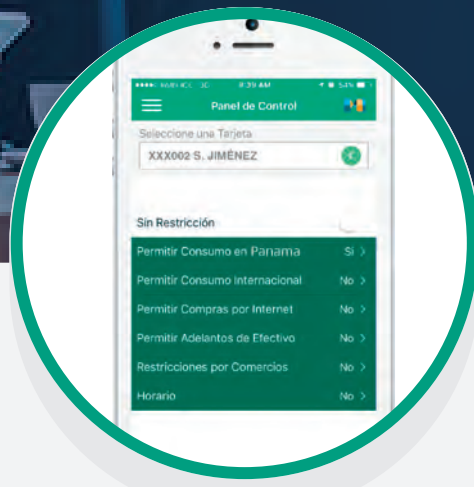 9:39 AM
54%
Panel de Control
Seleccione una Tarjeta
XXX002 S. JIMÉNEZ
Sin Restricción
Permitir Consumo en Panama Si >
Permitir Consumo Internacional No >
Permitir Compras por Internet No >
Permitir Adelantos de Efectivo No >
Restricciones por Comercios No >
Horario No >